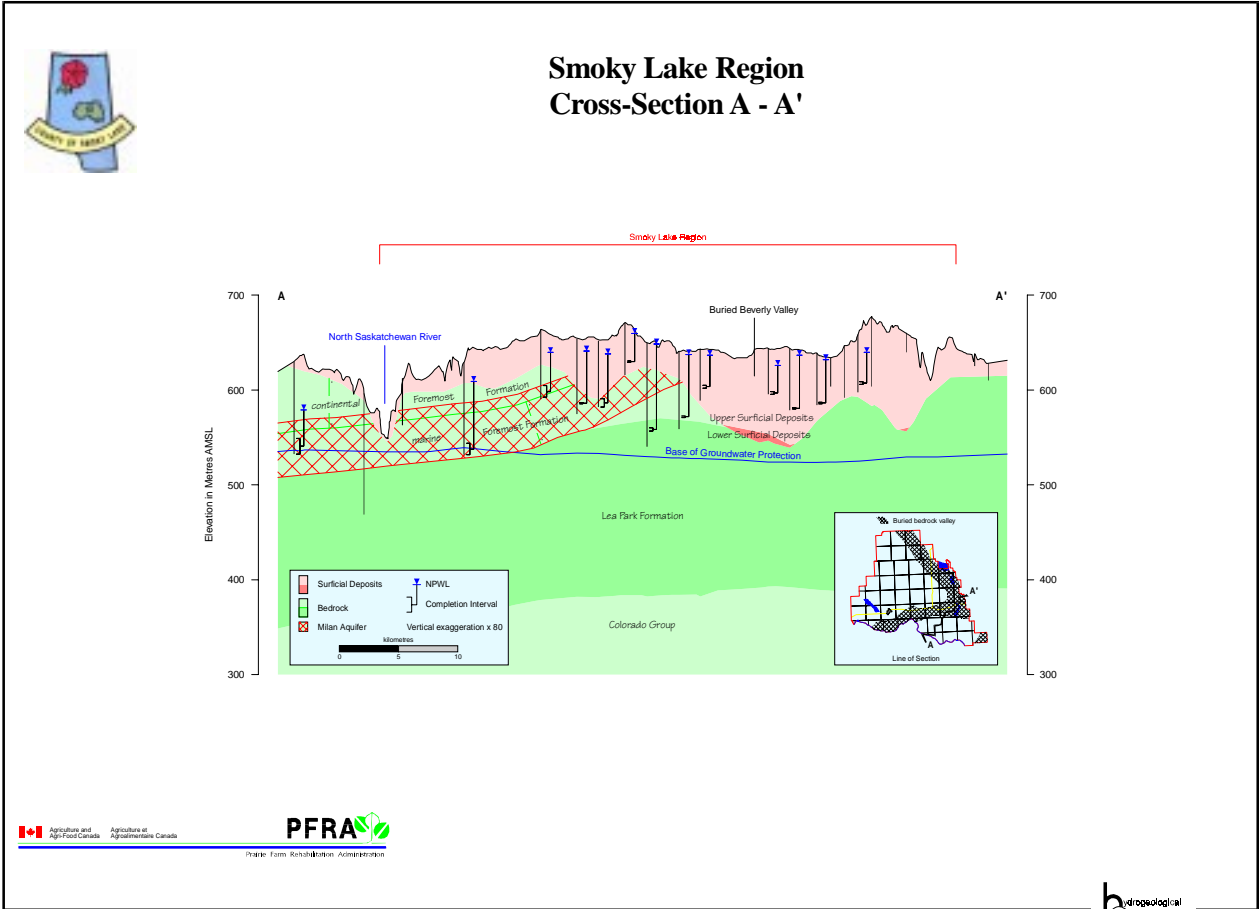 COUNTY OF SMOKY LAKE
Smoky Lake Region
Cross-Section A - A'
Smoky Lake Region
700
A
A'
700
Buried Beverly Valley
North Saskatchewan River
600
600
continental
Foremost Formation
marine
Foremost Formation
Upper Surficial Deposits
Lower Surficial Deposits
Base of Groundwater Protection
Elevation in Metres AMSL
500
500
Lea Park Formation
400
400
Colorado Group
300
300
Surficial Deposits
NPWL
Bedrock
Completion Interval
Milan Aquifer
Vertical exaggeration x 80
kilometres
0 5 10
Buried bedrock valley
A'
A
Line of Section
Agriculture and Agriculture et
Agri-Food Canada Agroalimentaire Canada
PFRA
Prairie Farm Rehabilitation Administration
hydrogeological